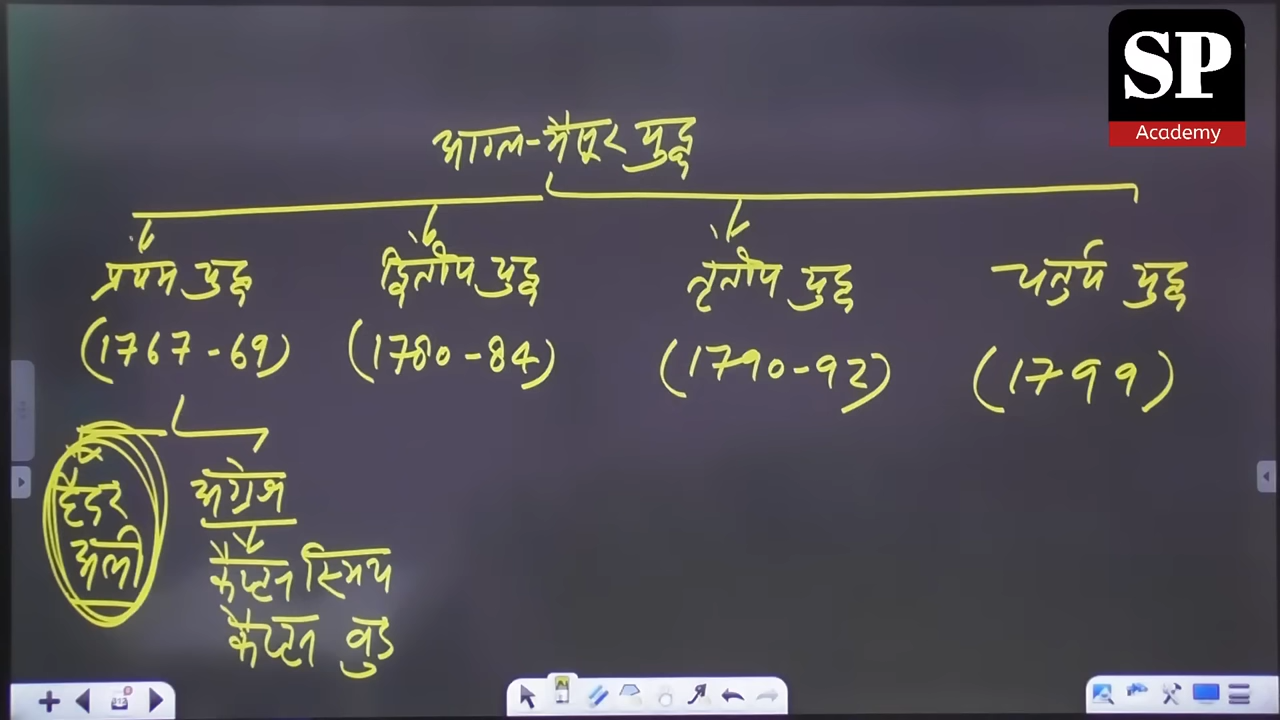 SP
Academy
आंग्ल-मैसूर युद्ध
प्रथम युद्ध द्वितीय युद्ध तृतीय युद्ध चतुर्थ युद्ध
(1767-69) (1780-84) (1790-92) (1799)
हैदर अंग्रेज
अली कैप्टन स्मिथ
कैप्टन वुड